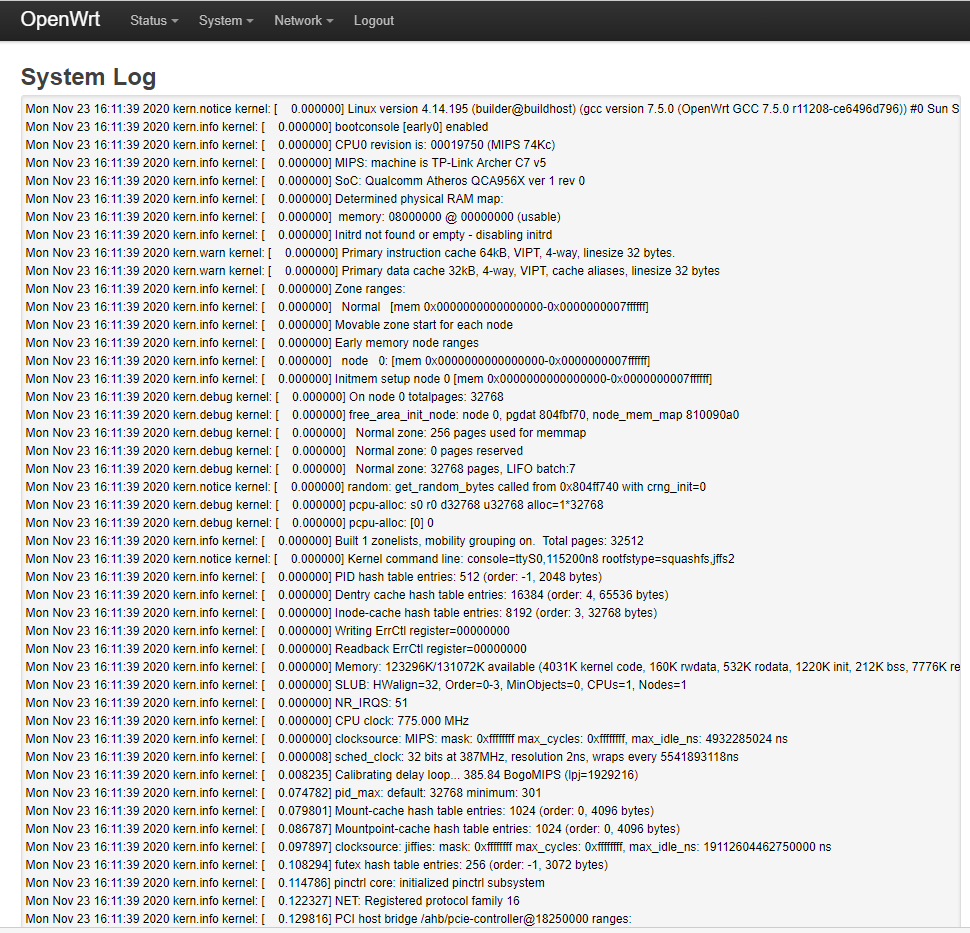 OpenWrt Status System Network Logout
System Log
Mon Nov 23 16:11:39 2020 kern.notice kernel: [    0.000000] Linux version 4.14.195 (builder@buildhost) (gcc version 7.5.0 (OpenWrt GCC 7.5.0 r11208-ce6496d796)) #0 Sun S
Mon Nov 23 16:11:39 2020 kern.info kernel: [    0.000000] bootconsole [early0] enabled
Mon Nov 23 16:11:39 2020 kern.info kernel: [    0.000000] CPU0 revision is: 00019750 (MIPS 74Kc)
Mon Nov 23 16:11:39 2020 kern.info kernel: [    0.000000] MIPS: machine is TP-Link Archer C7 v5
Mon Nov 23 16:11:39 2020 kern.info kernel: [    0.000000] SoC: Qualcomm Atheros QCA956X ver 1 rev 0
Mon Nov 23 16:11:39 2020 kern.info kernel: [    0.000000] Determined physical RAM map:
Mon Nov 23 16:11:39 2020 kern.info kernel: [    0.000000]  memory: 08000000 @ 00000000 (usable)
Mon Nov 23 16:11:39 2020 kern.info kernel: [    0.000000] Initrd not found or empty - disabling initrd
Mon Nov 23 16:11:39 2020 kern.warn kernel: [    0.000000] Primary instruction cache 64kB, VIPT, 4-way, linesize 32 bytes.
Mon Nov 23 16:11:39 2020 kern.warn kernel: [    0.000000] Primary data cache 32kB, 4-way, VIPT, cache aliases, linesize 32 bytes
Mon Nov 23 16:11:39 2020 kern.info kernel: [    0.000000] Zone ranges:
Mon Nov 23 16:11:39 2020 kern.info kernel: [    0.000000]   Normal   [mem 0x0000000000000000-0x0000000007ffffff]
Mon Nov 23 16:11:39 2020 kern.info kernel: [    0.000000] Movable zone start for each node
Mon Nov 23 16:11:39 2020 kern.info kernel: [    0.000000] Early memory node ranges
Mon Nov 23 16:11:39 2020 kern.info kernel: [    0.000000]   node   0: [mem 0x0000000000000000-0x0000000007ffffff]
Mon Nov 23 16:11:39 2020 kern.info kernel: [    0.000000] Initmem setup node 0 [mem 0x0000000000000000-0x0000000007ffffff]
Mon Nov 23 16:11:39 2020 kern.debug kernel: [    0.000000] On node 0 totalpages: 32768
Mon Nov 23 16:11:39 2020 kern.debug kernel: [    0.000000] free_area_init_node: node 0, pgdat 804fbf70, node_mem_map 810090a0
Mon Nov 23 16:11:39 2020 kern.debug kernel: [    0.000000]   Normal zone: 256 pages used for memmap
Mon Nov 23 16:11:39 2020 kern.debug kernel: [    0.000000]   Normal zone: 0 pages reserved
Mon Nov 23 16:11:39 2020 kern.debug kernel: [    0.000000]   Normal zone: 32768 pages, LIFO batch:7
Mon Nov 23 16:11:39 2020 kern.notice kernel: [    0.000000] random: get_random_bytes called from 0x804ff740 with crng_init=0
Mon Nov 23 16:11:39 2020 kern.debug kernel: [    0.000000] pcpu-alloc: s0 r0 d32768 u32768 alloc=1*32768
Mon Nov 23 16:11:39 2020 kern.debug kernel: [    0.000000] pcpu-alloc: [0] 0
Mon Nov 23 16:11:39 2020 kern.info kernel: [    0.000000] Built 1 zonelists, mobility grouping on.  Total pages: 32512
Mon Nov 23 16:11:39 2020 kern.notice kernel: [    0.000000] Kernel command line: console=ttyS0,115200n8 rootfstype=squashfs,jffs2
Mon Nov 23 16:11:39 2020 kern.info kernel: [    0.000000] PID hash table entries: 512 (order: -1, 2048 bytes)
Mon Nov 23 16:11:39 2020 kern.info kernel: [    0.000000] Dentry cache hash table entries: 16384 (order: 4, 65536 bytes)
Mon Nov 23 16:11:39 2020 kern.info kernel: [    0.000000] Inode-cache hash table entries: 8192 (order: 3, 32768 bytes)
Mon Nov 23 16:11:39 2020 kern.info kernel: [    0.000000] Writing ErrCtl register=00000000
Mon Nov 23 16:11:39 2020 kern.info kernel: [    0.000000] Readback ErrCtl register=00000000
Mon Nov 23 16:11:39 2020 kern.info kernel: [    0.000000] Memory: 123296K/131072K available (4031K kernel code, 160K rwdata, 532K rodata, 1220K init, 212K bss, 7776K re
Mon Nov 23 16:11:39 2020 kern.info kernel: [    0.000000] SLUB: HWalign=32, Order=0-3, MinObjects=0, CPUs=1, Nodes=1
Mon Nov 23 16:11:39 2020 kern.info kernel: [    0.000000] NR_IRQS: 51
Mon Nov 23 16:11:39 2020 kern.info kernel: [    0.000000] CPU clock: 775.000 MHz
Mon Nov 23 16:11:39 2020 kern.info kernel: [    0.000000] clocksource: MIPS: mask: 0xffffffff max_cycles: 0xffffffff, max_idle_ns: 4932285024 ns
Mon Nov 23 16:11:39 2020 kern.info kernel: [    0.000008] sched_clock: 32 bits at 387MHz, resolution 2ns, wraps every 5541893118ns
Mon Nov 23 16:11:39 2020 kern.info kernel: [    0.008235] Calibrating delay loop... 385.84 BogoMIPS (lpj=1929216)
Mon Nov 23 16:11:39 2020 kern.info kernel: [    0.074782] pid_max: default: 32768 minimum: 301
Mon Nov 23 16:11:39 2020 kern.info kernel: [    0.079801] Mount-cache hash table entries: 1024 (order: 0, 4096 bytes)
Mon Nov 23 16:11:39 2020 kern.info kernel: [    0.086787] Mountpoint-cache hash table entries: 1024 (order: 0, 4096 bytes)
Mon Nov 23 16:11:39 2020 kern.info kernel: [    0.097897] clocksource: jiffies: mask: 0xffffffff max_cycles: 0xffffffff, max_idle_ns: 19112604462750000 ns
Mon Nov 23 16:11:39 2020 kern.info kernel: [    0.108294] futex hash table entries: 256 (order: -1, 3072 bytes)
Mon Nov 23 16:11:39 2020 kern.info kernel: [    0.114786] pinctrl core: initialized pinctrl subsystem
Mon Nov 23 16:11:39 2020 kern.info kernel: [    0.122327] NET: Registered protocol family 16
Mon Nov 23 16:11:39 2020 kern.info kernel: [    0.129816] PCI host bridge /ahb/pcie-controller@18250000 ranges: